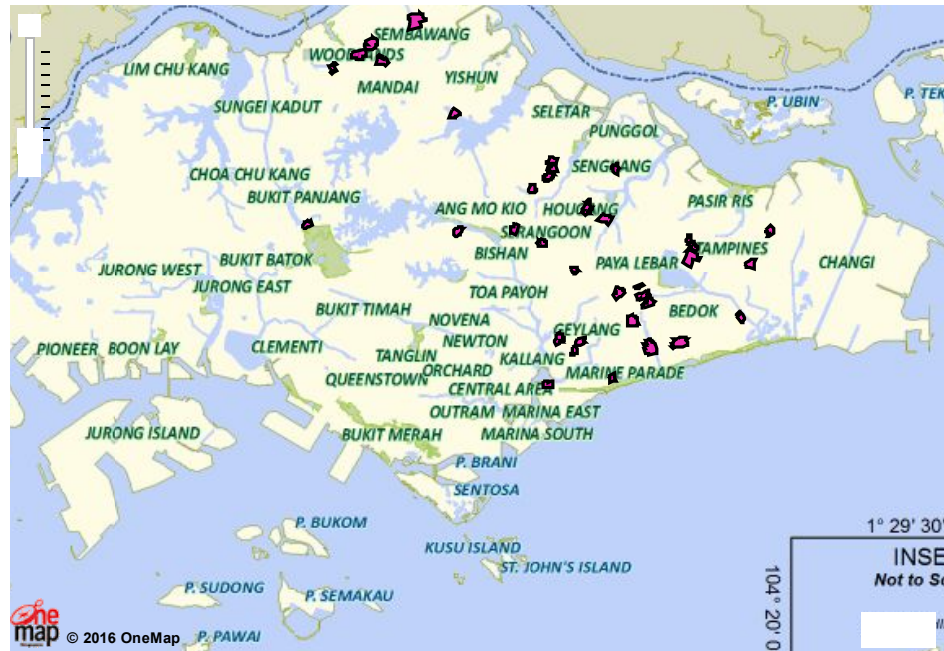 SEMBAWANG
WOODLANDS
LIM CHU KANG
YISHUN
MANDAI
P. UBIN
P. TEK
SUNGEI KADUT
SELETAR
PUNGGOL
SENGKANG
CHOA CHU KANG
BUKIT PANJANG
PASIR RIS
ANG MO KIO
HOUGANG
SERANGOON
BISHAN
TAMPINES
BUKIT BATOK
PAYA LEBAR
CHANGI
JURONG WEST
JURONG EAST
TOA PAYOH
BUKIT TIMAH
BEDOK
NOVENA
GEYLANG
NEWTON
PIONEER
BOON LAY
CLEMENTI
TANGLIN
KALLANG
ORCHARD
MARINE PARADE
QUEENSTOWN
CENTRAL AREA
OUTRAM
MARINA EAST
JURONG ISLAND
BUKIT MERAH
MARINA SOUTH
P. BRANI
SENTOSA
P. BUKOM
1° 29' 30'
KUSU ISLAND
INSE
ST. JOHN'S ISLAND
Not to Sc
104° 20' 0
P. SUDONG
P. SEMAKAU
One
map
© 2016 OneMap
P. PAWAI